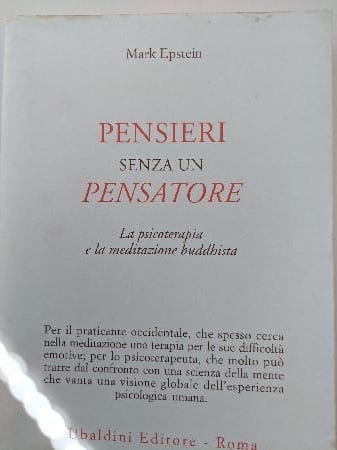 Mark Epstein
PENSIERI
SENZA UN
PENSATORE
La psicoterapia
e la meditazione buddhista
Per il praticante occidentale, che spesso cerca
nella meditazione una terapia per le sue difficoltà
emotive; per lo psicoterapeuta, che molto può
trarre dal confronto con una scienza della mente
che vanta una visione globale dell'esperienza
psicologica umana.
Ubaldini Editore - Roma